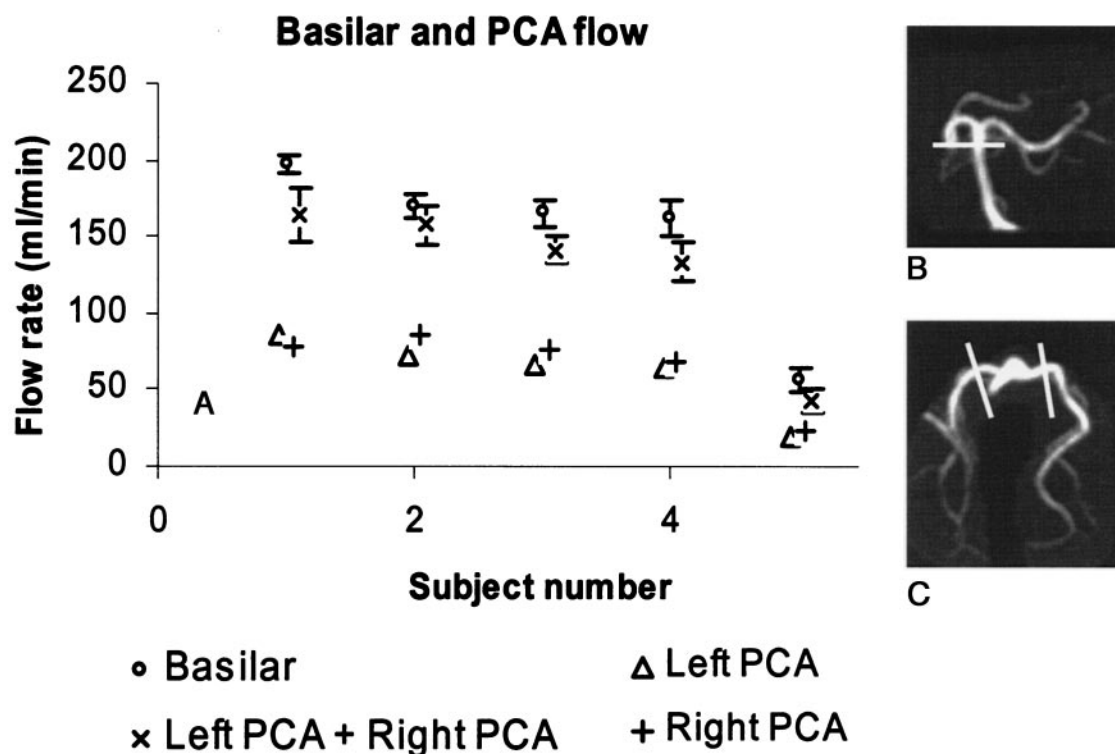 Basilar and PCA flow
250
200
150
100
50
0
Flow rate (ml/min)
A
0 2 4
Subject number
B
C
Basilar
Left PCA
Left PCA + Right PCA
Right PCA